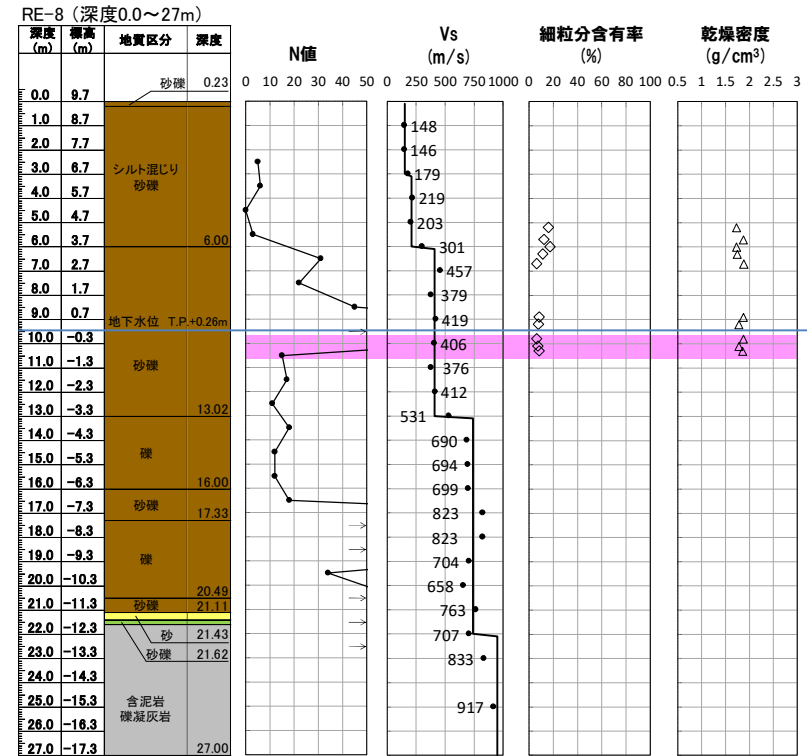 RE-8（深度0.0～27m）
深度(m) 標高(m) 地質区分 深度
N値
Vs
(m/s)
細粒分含有率
(%)
乾燥密度
(g/cm³)
0 10 20 30 40 50
0 250 500 750 1000
0 20 40 60 80 100
0.5 1 1.5 2 2.5 3
砂礫 0.23
0.0 9.7
1.0 8.7
2.0 7.7
3.0 6.7
4.0 5.7
5.0 4.7
6.0 3.7
7.0 2.7
8.0 1.7
9.0 0.7
10.0 -0.3
11.0 -1.3
12.0 -2.3
13.0 -3.3
14.0 -4.3
15.0 -5.3
16.0 -6.3
17.0 -7.3
18.0 -8.3
19.0 -9.3
20.0 -10.3
21.0 -11.3
22.0 -12.3
23.0 -13.3
24.0 -14.3
25.0 -15.3
26.0 -16.3
27.0 -17.3
シルト混じり
砂礫
6.00
地下水位 T.P.+0.26m
砂礫
13.02
礫
16.00
砂礫
17.33
礫
20.49
砂礫 21.11
砂 21.43
砂礫 21.62
含泥岩
礫凝灰岩
27.00
148
146
179
219
203
301
457
379
419
406
376
412
531
690
694
699
823
823
704
658
763
707
833
917